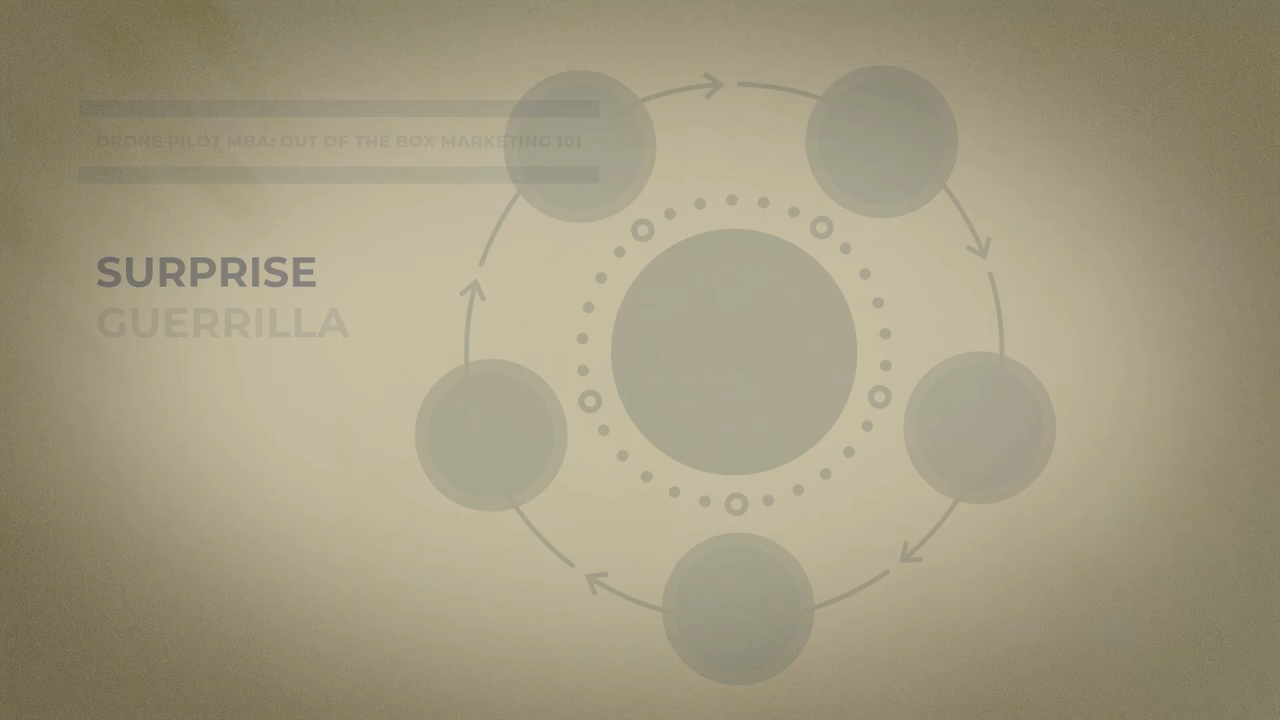 DRONE PILOT MBA: OUT OF THE BOX MARKETING 101
SURPRISE
GUERRILLA